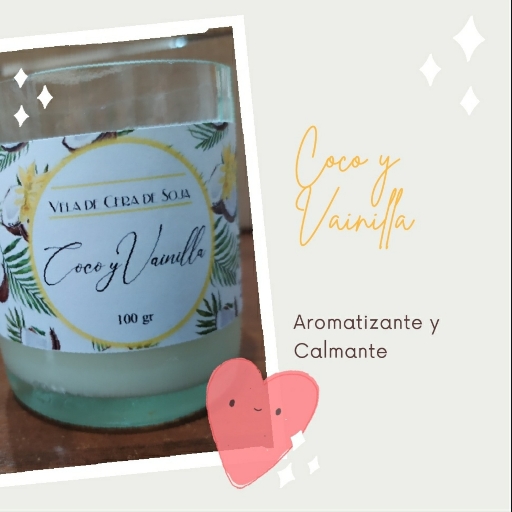 VELA DE CERA DE SOJA
Coco y Vainilla
100 gr
Coco y
Vainilla
Aromatizante y
Calmante